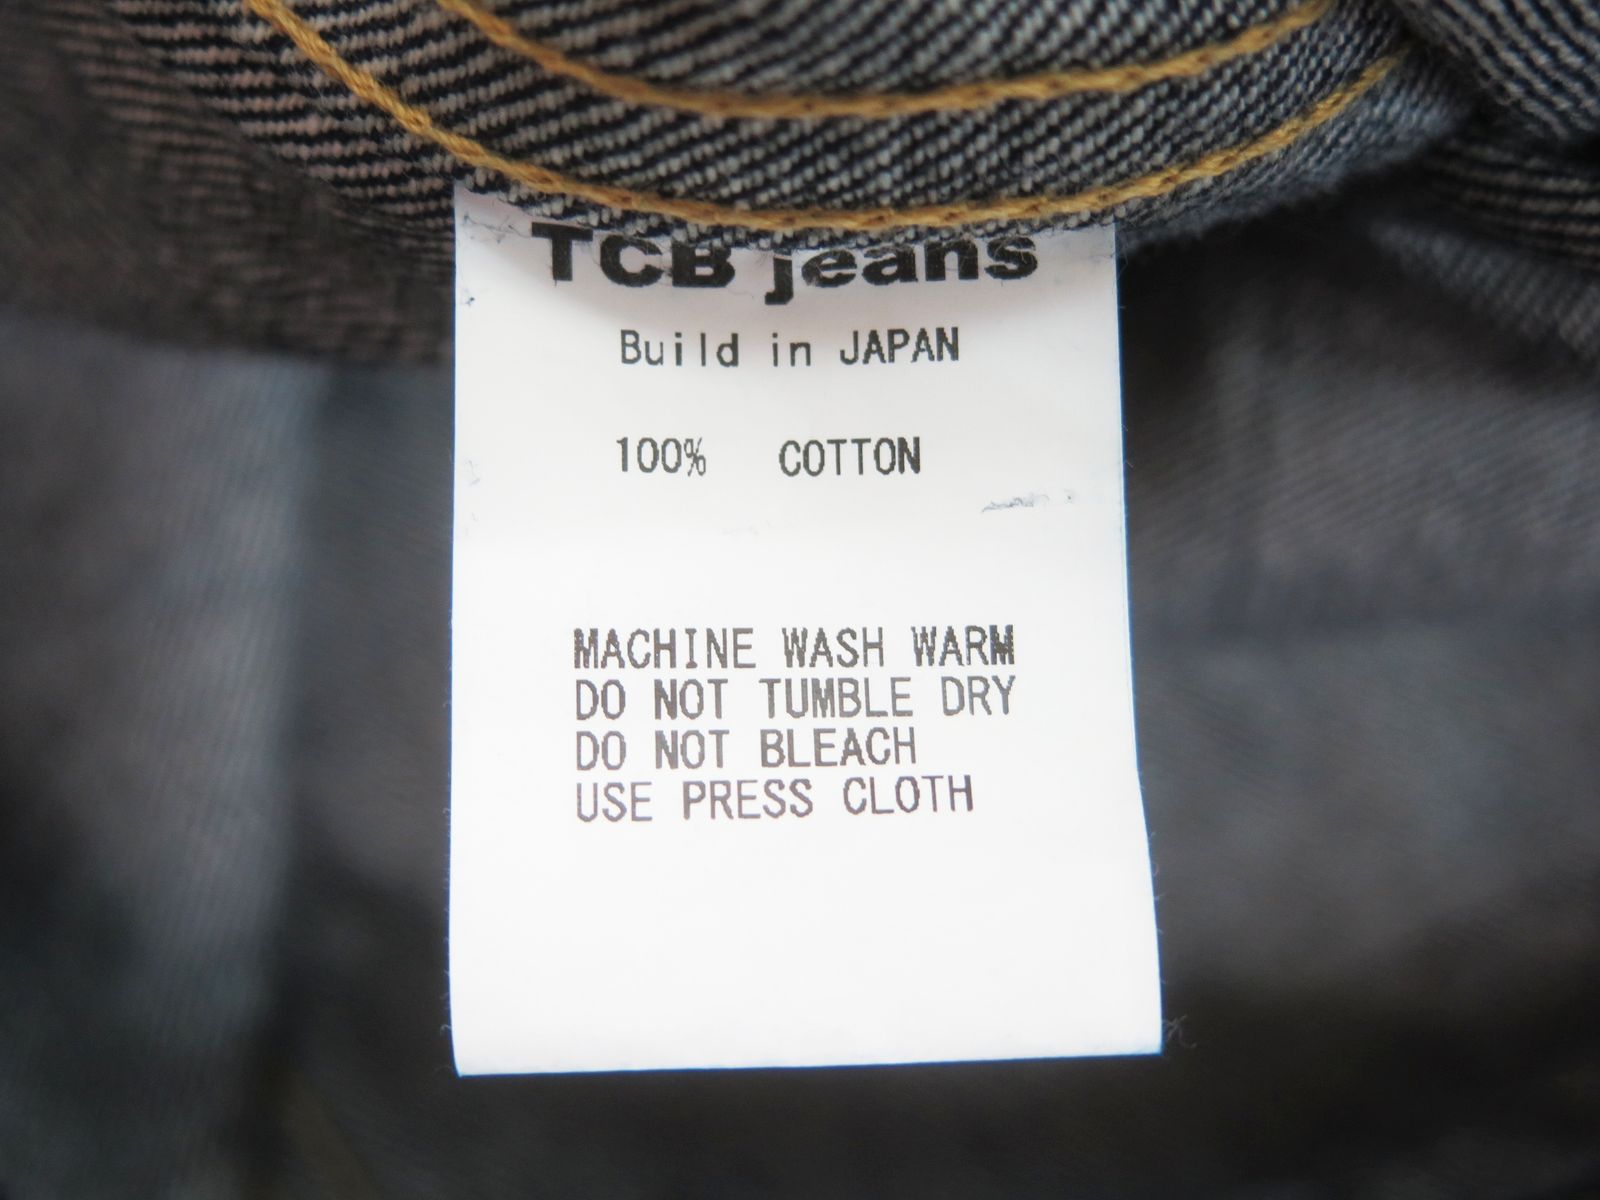 TCB jeans
Build in JAPAN
100% COTTON
MACHINE WASH WARM
DO NOT TUMBLE DRY
DO NOT BLEACH
USE PRESS CLOTH